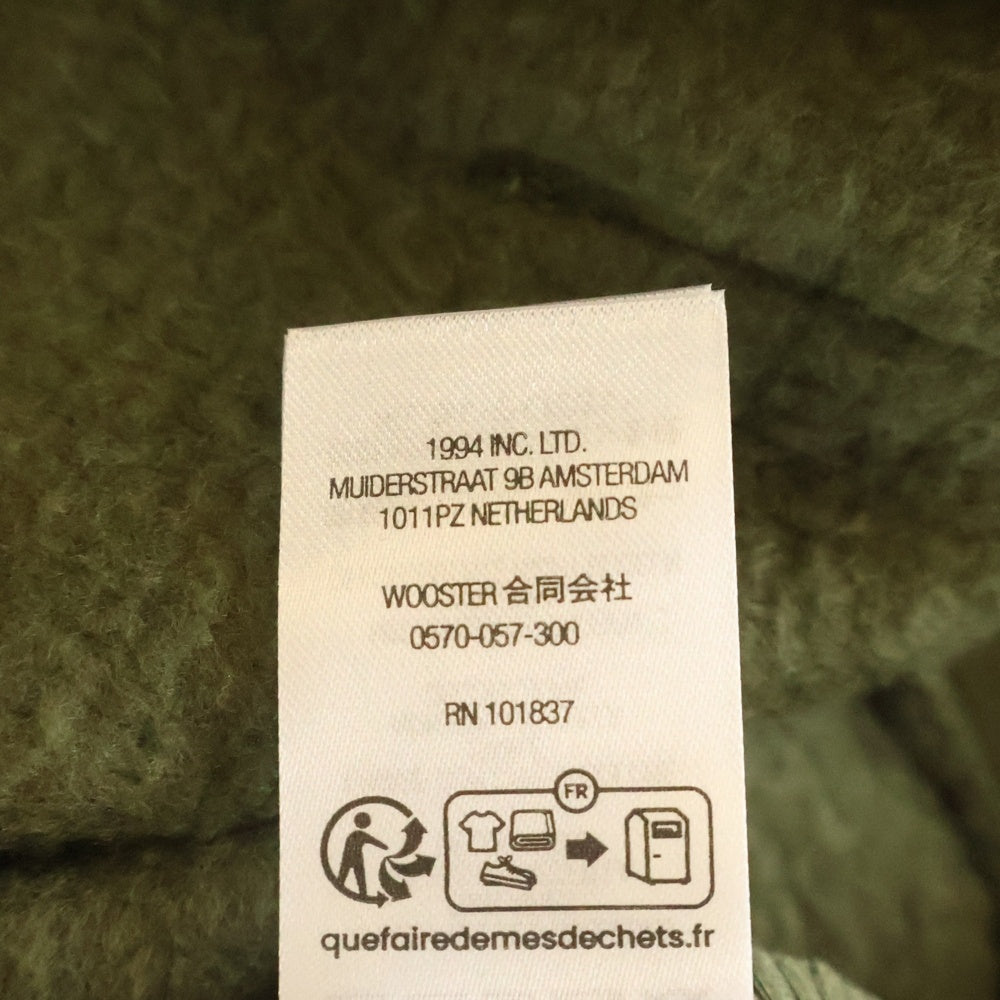 1994 INC. LTD.
MUIDERSTRAAT 9B AMSTERDAM
1011PZ NETHERLANDS
WOOSTER 合同会社
0570-057-300
RN 101837
FR
quefairedemesdechets.fr